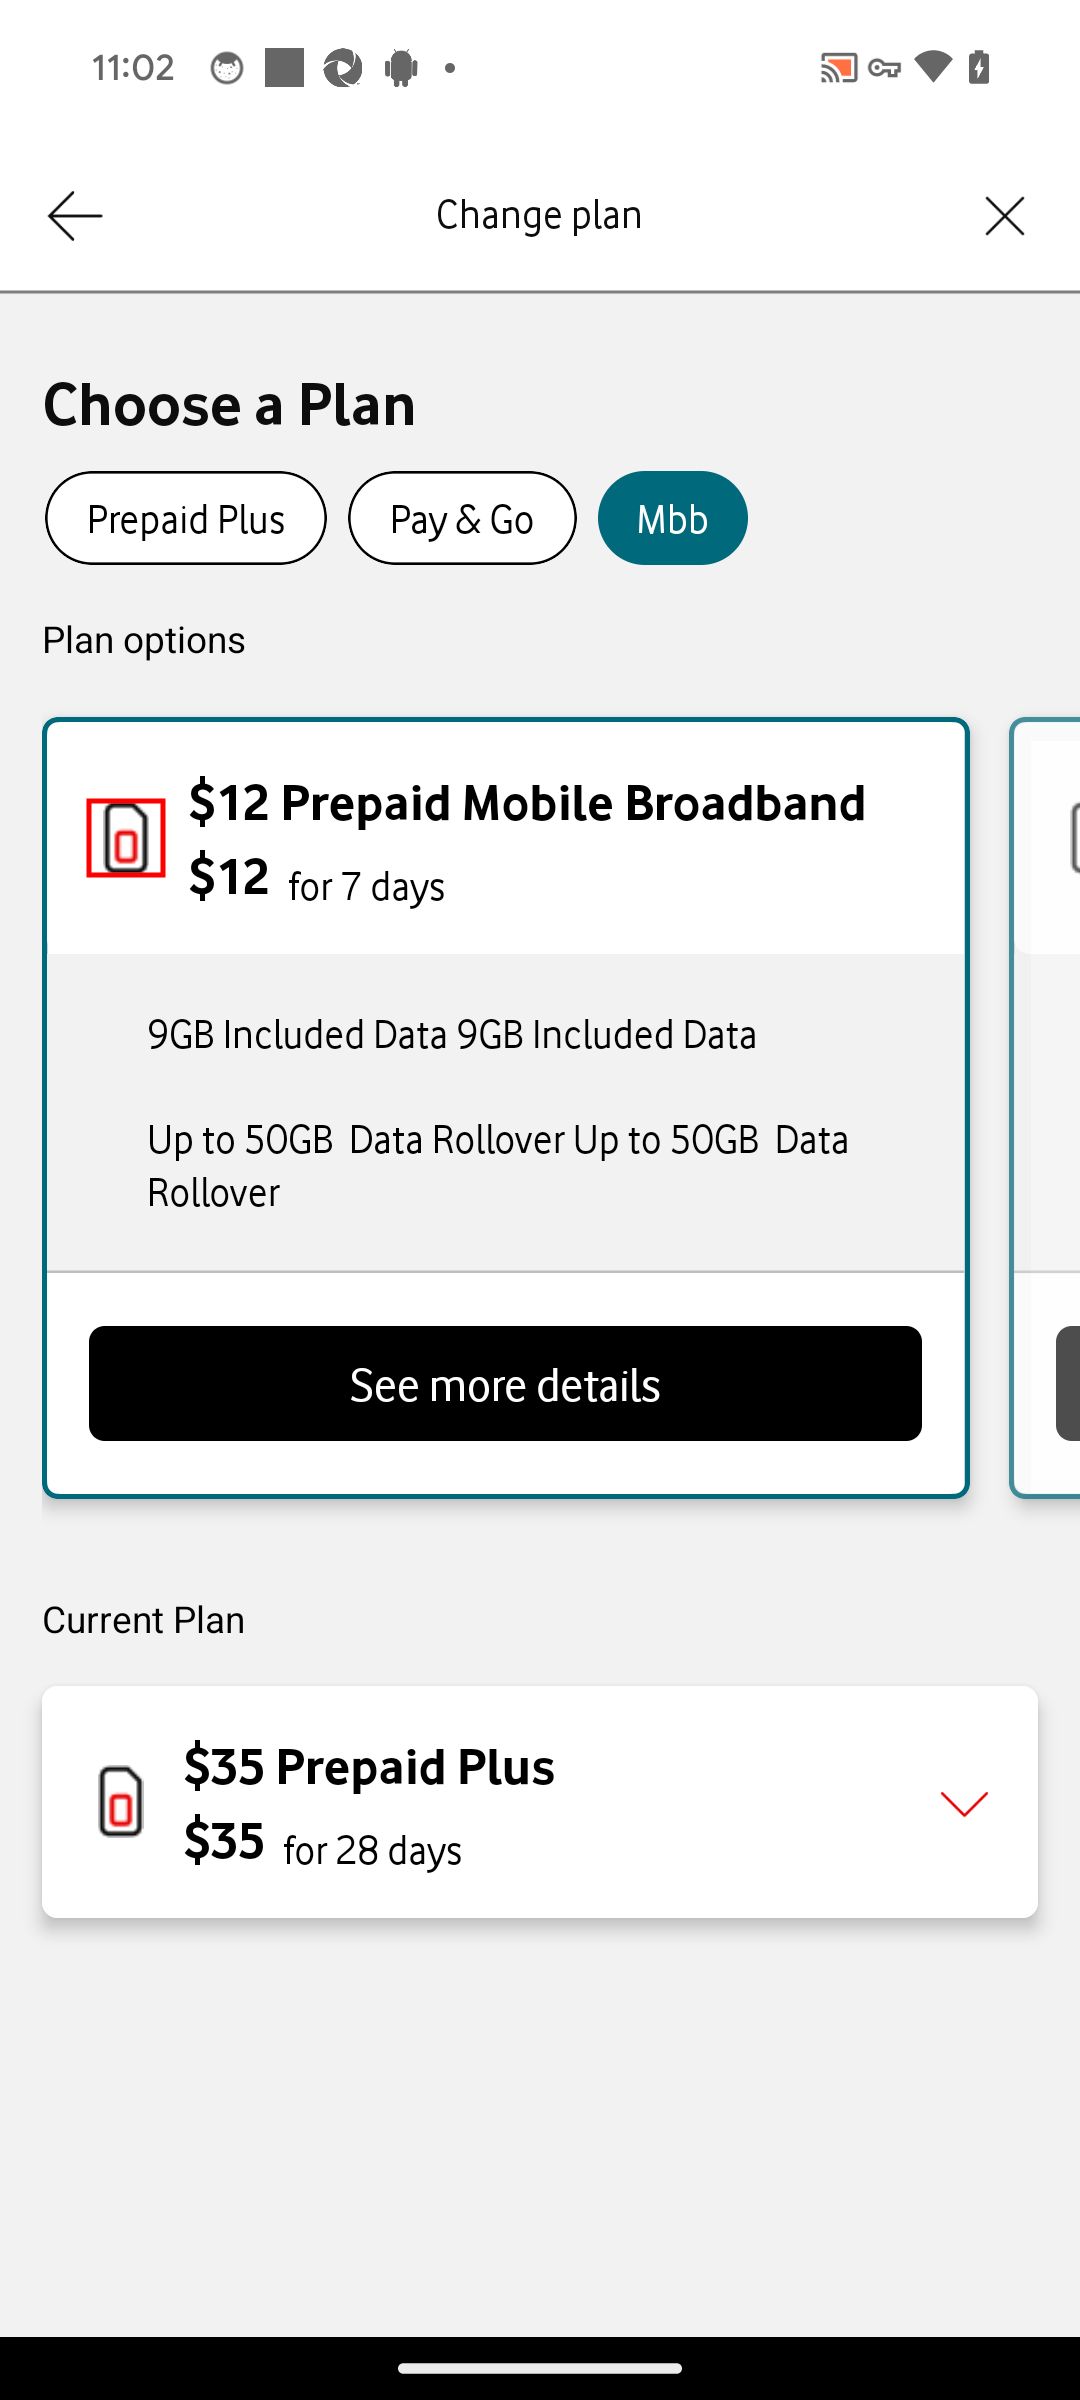 11:02
Change plan
Choose a Plan
Prepaid Plus
Pay & Go
Mbb
Plan options
$12 Prepaid Mobile Broadband
$12 for 7 days
9GB Included Data 9GB Included Data
Up to 50GB  Data Rollover Up to 50GB  Data
Rollover
See more details
Current Plan
$35 Prepaid Plus
$35 for 28 days